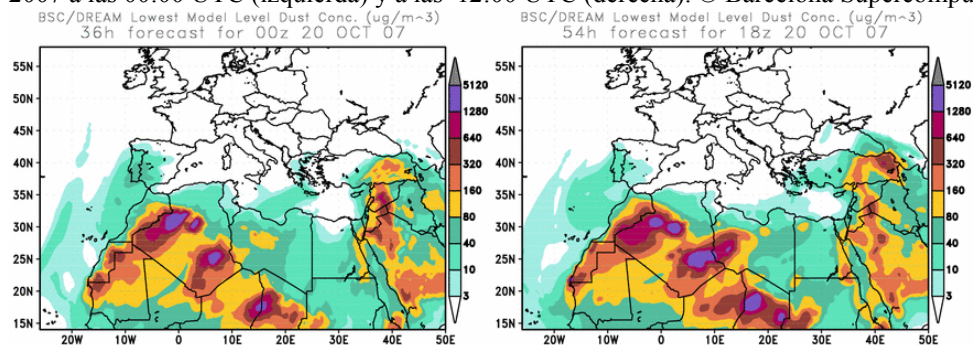 2007 a las 00:00 UTC (izquierda) y a las 12:00 UTC (derecha). © Barcelona Supercompu
BSC/DREAM Lowest Model Level Dust Conc. (ug/m^3)
36h forecast for 00z 20 OCT 07
55N
50N
45N
40N
35N
30N
25N
20N
15N
20W 10W 0 10E 20E 30E 40E 50E
5120
1280
640
320
160
80
40
10
3
BSC/DREAM Lowest Model Level Dust Conc. (ug/m^3)
54h forecast for 18z 20 OCT 07
55N
50N
45N
40N
35N
30N
25N
20N
15N
20W 10W 0 10E 20E 30E 40E 50E
5120
1280
640
320
160
80
40
10
3